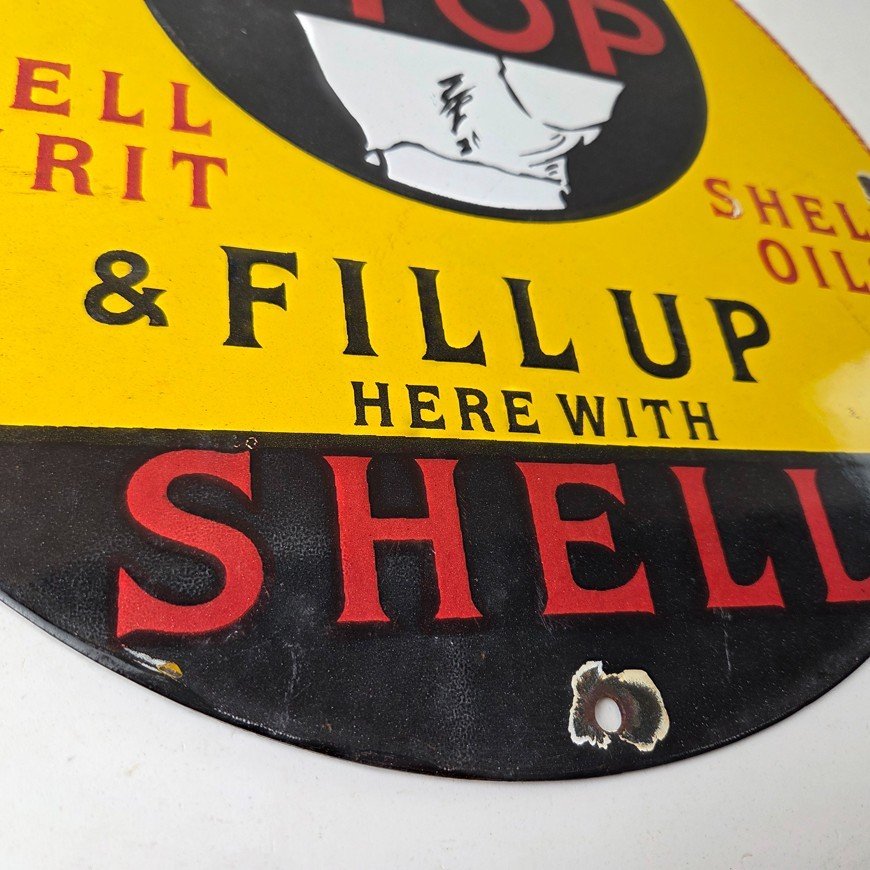 TOP
ELL
RIT
SHEL
OIL
& FILL UP
HERE WITH
SHELL